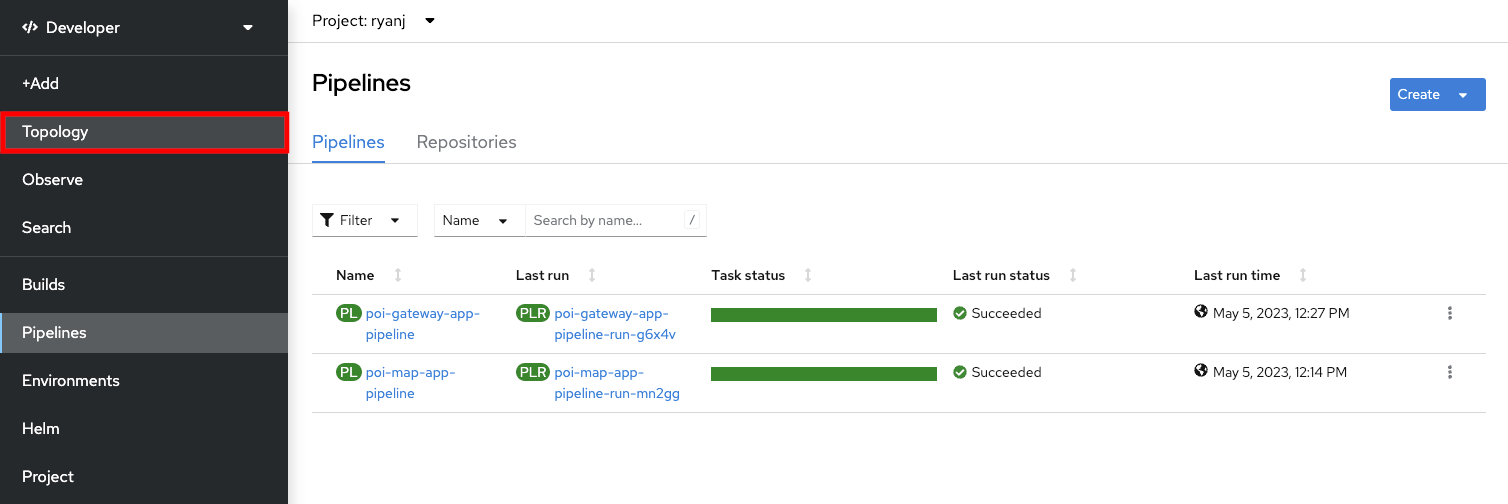 Developer
+Add
Topology
Observe
Search
Builds
Pipelines
Environments
Helm
Project
Project: ryanj
Pipelines
Create
Pipelines Repositories
Filter Name Search by name... /
Name Last run Task status Last run status Last run time
PL poi-gateway-app- PLR poi-gateway-app- Succeeded May 5, 2023, 12:27 PM
pipeline pipeline-run-g6x4v
PL poi-map-app- PLR poi-map-app- Succeeded May 5, 2023, 12:14 PM
pipeline pipeline-run-mn2gg